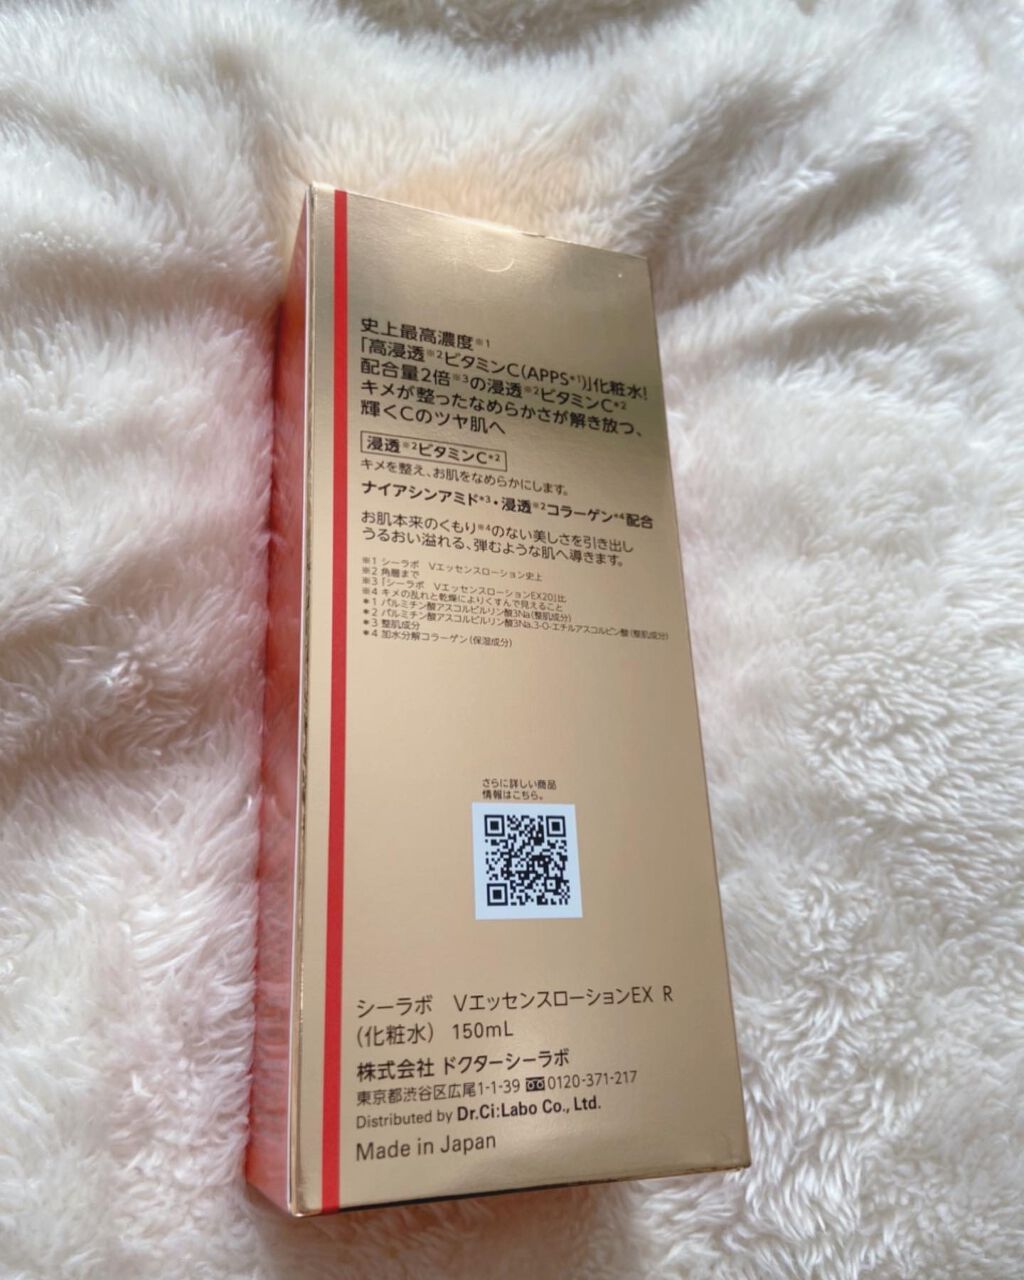 史上最高濃度※1
「高浸透※2ビタミンC(APPS*1)」化粧水!
配合量2倍※3の浸透※2ビタミンC*2
キメが整ったなめらかさが解き放つ、
輝くCのツヤ肌へ
浸透※2ビタミンC*2
キメを整え、お肌をなめらかにします。
ナイアシンアミド*3・浸透※2コラーゲン*4配合
お肌本来のくもり※4のない美しさを引き出し
うるおい溢れる、弾むような肌へ導きます。
※1 シーラボ Vエッセンスローション史上
※2 角層まで
※3「シーラボ VエッセンスローションEX20」比
※4 キメの乱れと乾燥によりくすんで見えること
*1 パルミチン酸アスコルビルリン酸3Na(整肌成分)
*2 パルミチン酸アスコルビルリン酸3Na、3-O-エチルアスコルビン酸(整肌成分)
*3 整肌成分
*4 加水分解コラーゲン(保湿成分)
さらに詳しい商品
情報はこちら。
シーラボ VエッセンスローションEX R
(化粧水) 150mL
株式会社 ドクターシーラボ
東京都渋谷区広尾1-1-39 0120-371-217
Distributed by Dr.Ci:Labo Co., Ltd.
Made in Japan